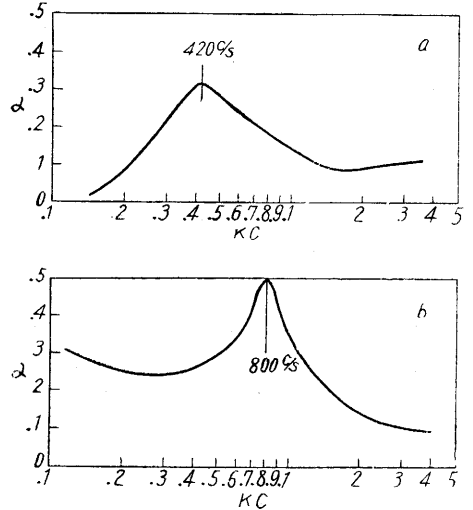 .5
420 c/s
a
.4
.3
α
.2
1
0
.1 .2 .3 .4 .5 .6 .7 .8 .9 .1 2 .3 4 5
KC
.5
b
.4
3
α
800 c/s
.2
.1
0
.1 .2 .3 .4 .5 .6 .7 .8 .9 .1 2 3 4 5
KC